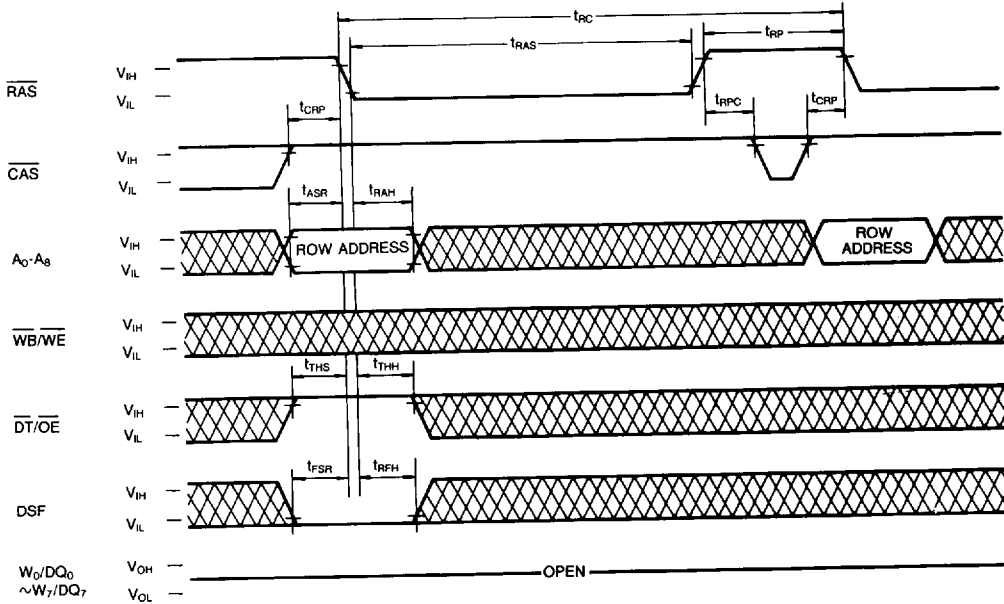 tRC
tRAS
tRP
RAS
VIH
VIL
tCRP
tRPC
tCRP
CAS
VIH
VIL
tASR
tRAH
A0-A8
VIH
VIL
ROW ADDRESS
ROW
ADDRESS
WB/WE
VIH
VIL
tTHS
tTHH
DT/OE
VIH
VIL
tFSR
tRFH
DSF
VIH
VIL
W0/DQ0
~W7/DQ7
VOH
VOL
OPEN